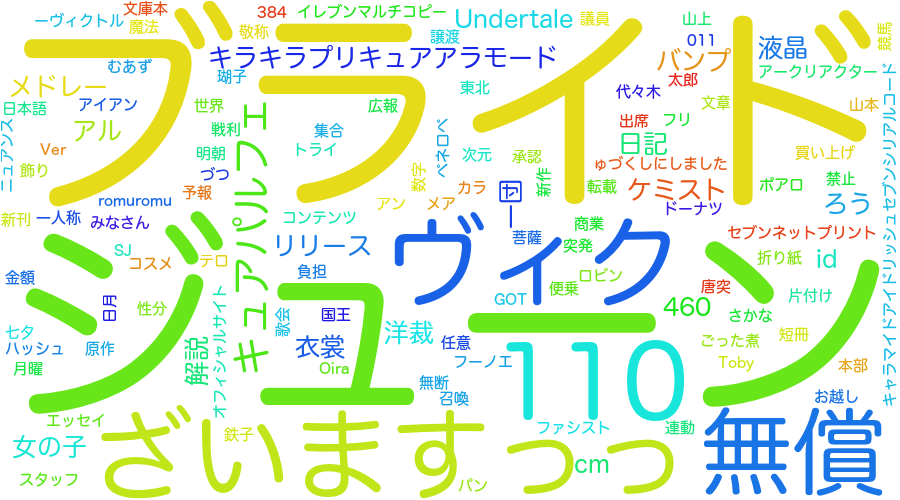 文庫本
384
イレブンマルチコピー
ーヴィクトル
魔法
敬称
譲渡
Undertale
議員
山上
011
競馬
ブライド
キラキラプリキュアアラモード
バンプ
液晶
むあず
メドレー
瑚子
アークリアクター
太郎
東北
代々木
日本語
アイアン
世界
広報
文章
山本
アル
戦利
集合
出席
フリ
日記
ニュアンス
Ver
明朝
トライ
ペネロペ
次元
承認
買い上げ
飾り
づつ
数字
ゅづくしにしました
romuromu
予報
アン
メア
カラ
一団
新作
転載
ケミスト
ポアロ
禁止
新刊
一人称
みなさん
キュアパルフェ
コンテンツ
ドーナツ
ろう
商業
セブンネットプリント
ジュヴィクーン
SJ
コスメ
テロ
リリース
菩薩
突発
折り紙
id
金額
負担
ロビン
便乗
唐突
片付け
日月
性分
オフィシャルサイト
歌会
国王
GOT
460
さかな
キャラマイドアイドリッシュセブンシリアルコード
七夕
ハッシュ
原作
解説
衣裳
洋裁
任意
フーノエ
110
ごった煮
短冊
月曜
Oira
無断
召喚
Toby
本部
お越し
エッセイ
女の子
ざいます
鉄子
つっ
ファシスト
連動
無償
スタッフ
パン
cm